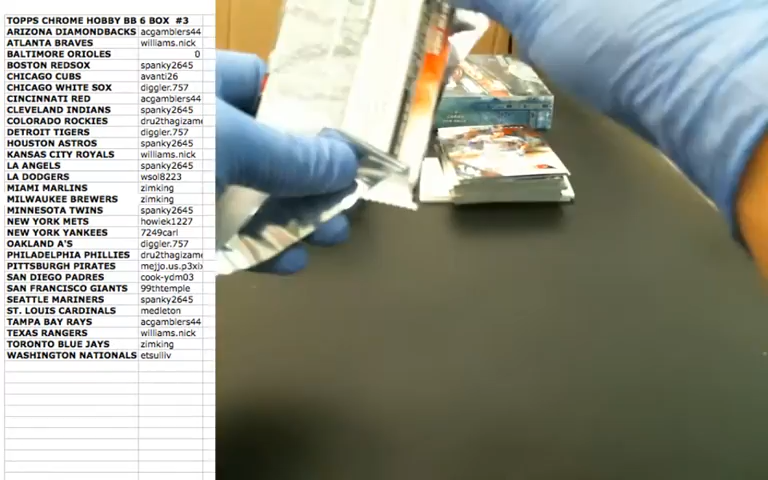 TOPPS CHROME HOBBY BB 6 BOX #3
ARIZONA DIAMONDBACKS acgamblers44
ATLANTA BRAVES williams.nick
BALTIMORE ORIOLES 0
BOSTON REDSOX spanky2645
CHICAGO CUBS avanti26
CHICAGO WHITE SOX diggler.757
CINCINNATI RED acgamblers44
CLEVELAND INDIANS spanky2645
COLORADO ROCKIES dru2thagizame
DETROIT TIGERS diggler.757
HOUSTON ASTROS spanky2645
KANSAS CITY ROYALS williams.nick
LA ANGELS spanky2645
LA DODGERS wsol8223
MIAMI MARLINS zimking
MILWAUKEE BREWERS zimking
MINNESOTA TWINS spanky2645
NEW YORK METS howiek1227
NEW YORK YANKEES 7249carl
OAKLAND A'S diggler.757
PHILADELPHIA PHILLIES dru2thagizame
PITTSBURGH PIRATES mejjo.us.p3xix
SAN DIEGO PADRES cook-ydm03
SAN FRANCISCO GIANTS 99thtemple
SEATTLE MARINERS spanky2645
ST. LOUIS CARDINALS medleton
TAMPA BAY RAYS acgamblers44
TEXAS RANGERS williams.nick
TORONTO BLUE JAYS zimking
WASHINGTON NATIONALS etsulliv